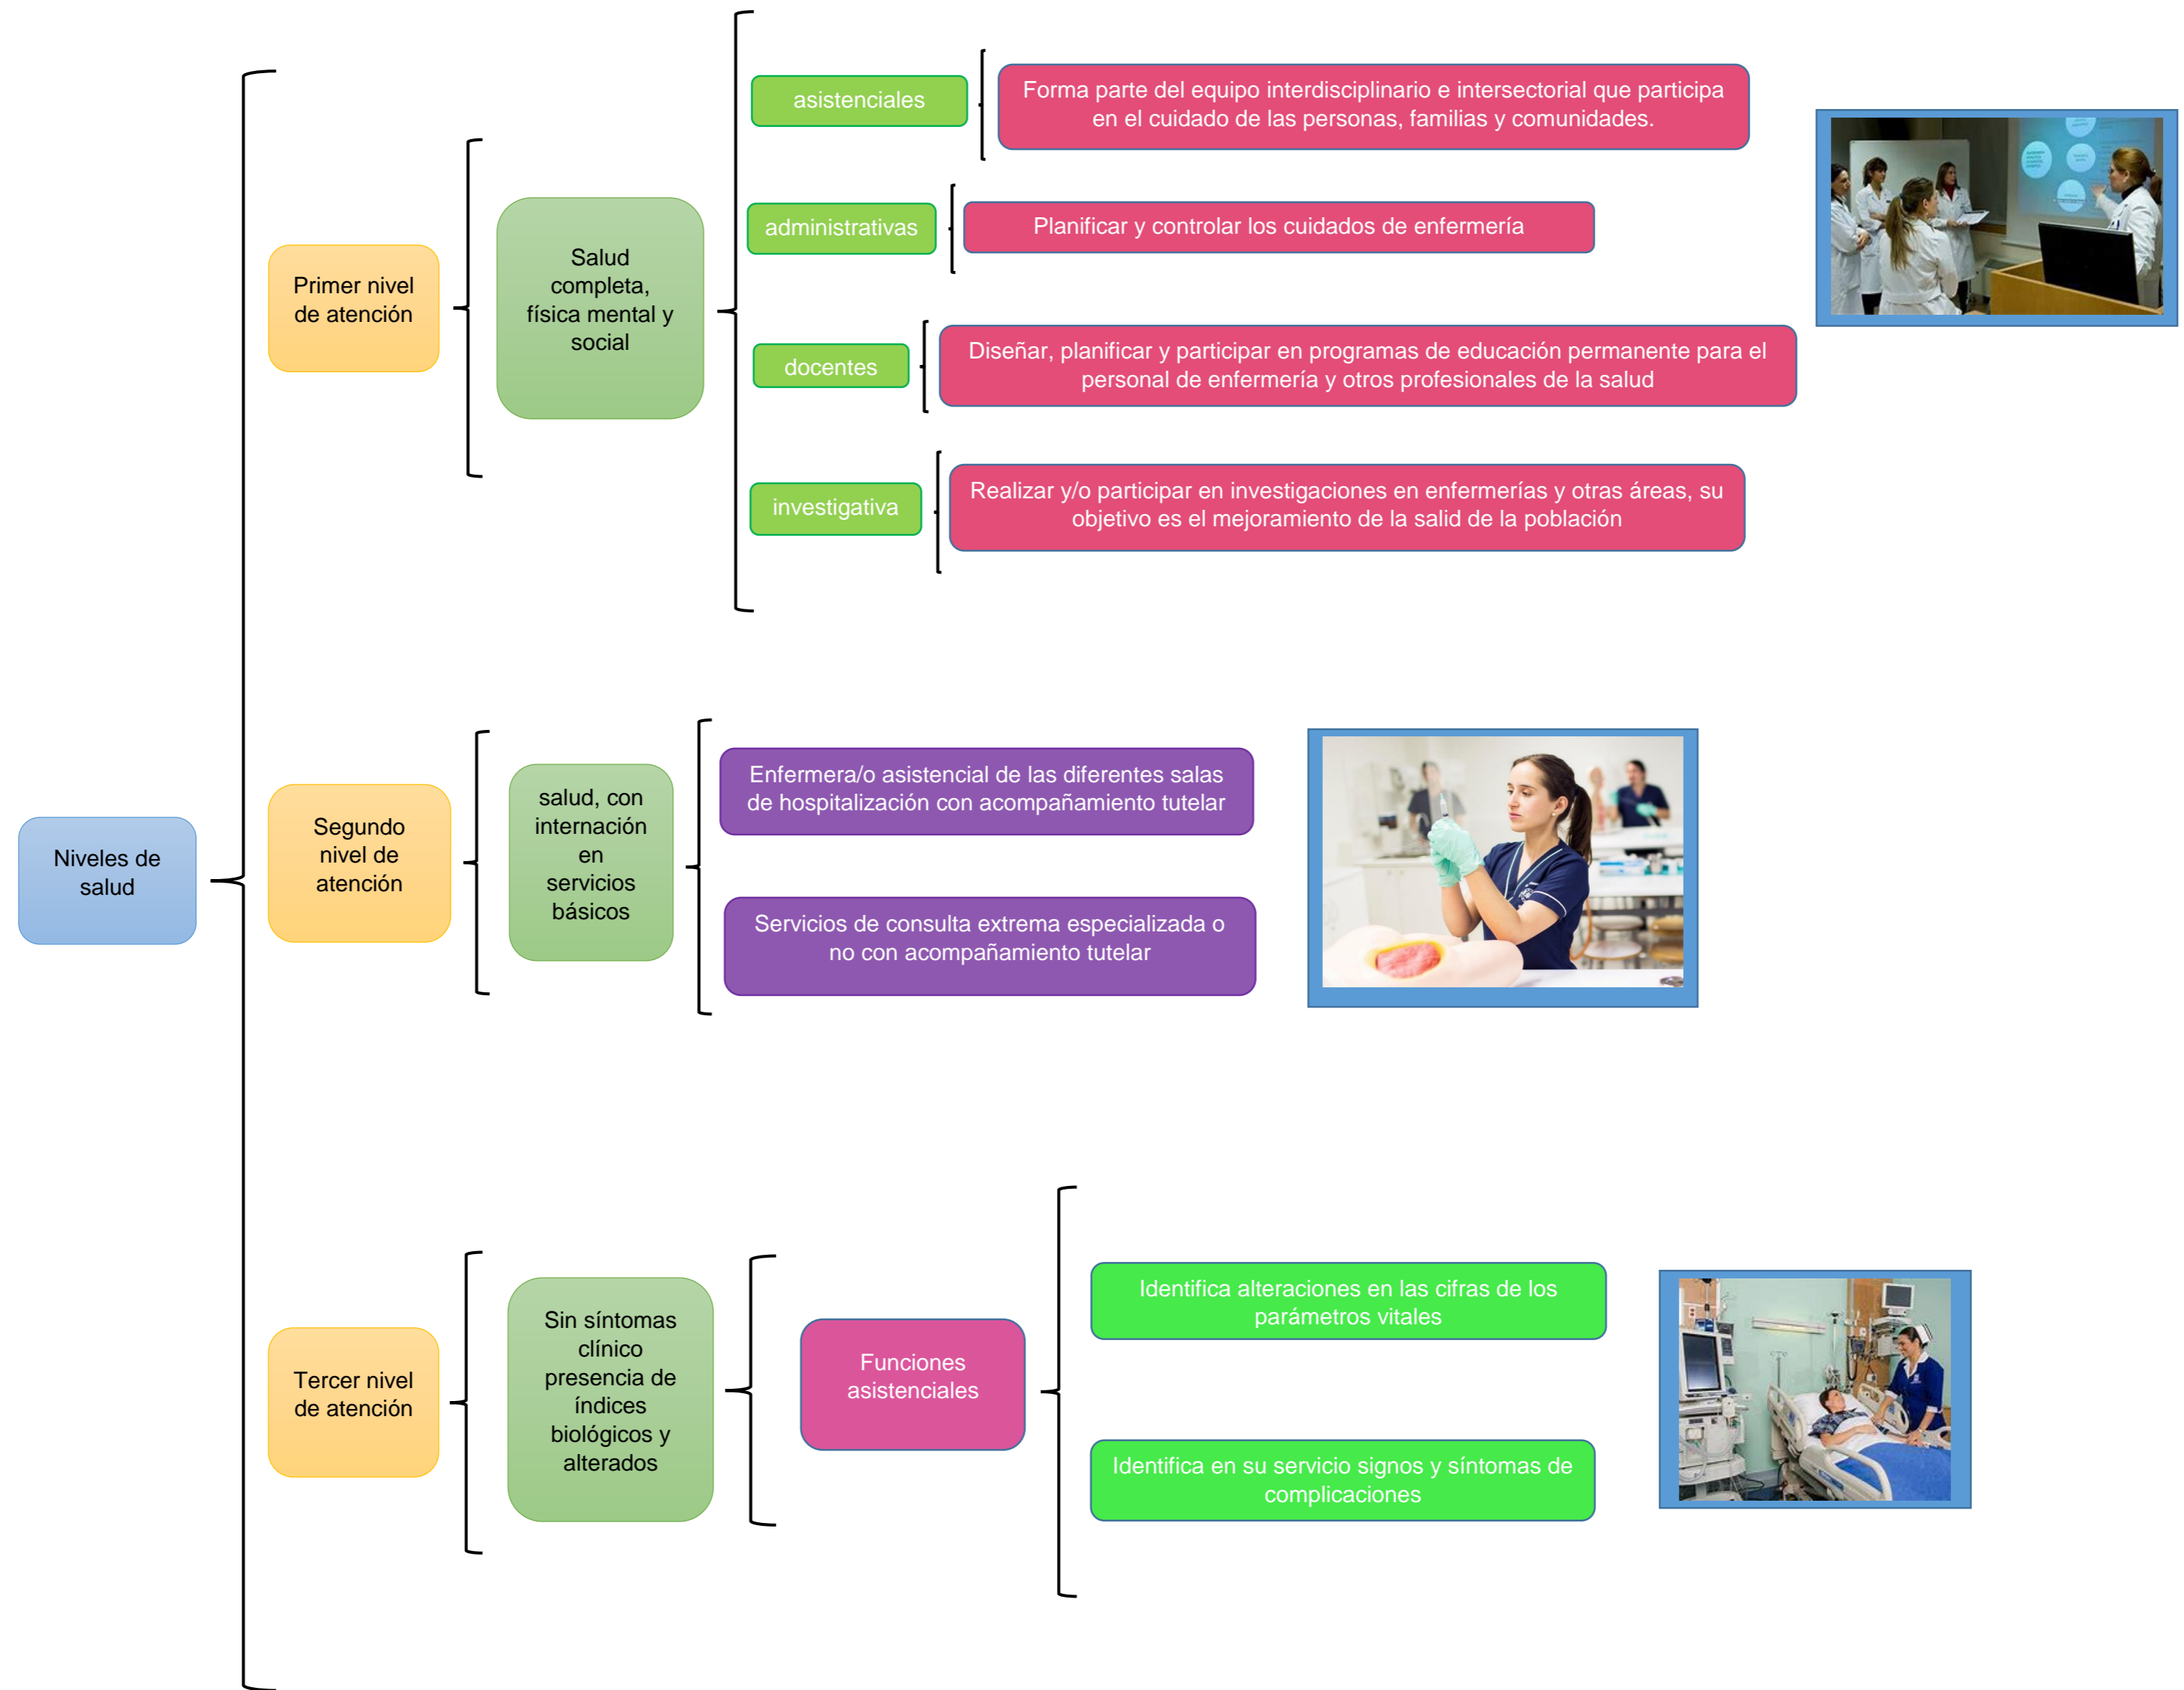 Niveles de
salud
Primer nivel
de atención
Salud
completa,
física mental y
social
asistenciales
Forma parte del equipo interdisciplinario e intersectorial que participa
en el cuidado de las personas, familias y comunidades.
administrativas
Planificar y controlar los cuidados de enfermería
docentes
Diseñar, planificar y participar en programas de educación permanente para el
personal de enfermería y otros profesionales de la salud
investigativa
Realizar y/o participar en investigaciones en enfermerías y otras áreas, su
objetivo es el mejoramiento de la salid de la población
Segundo
nivel de
atención
salud, con
internación
en
servicios
básicos
Enfermera/o asistencial de las diferentes salas
de hospitalización con acompañamiento tutelar
Servicios de consulta extrema especializada o
no con acompañamiento tutelar
Tercer nivel
de atención
Sin síntomas
clínico
presencia de
índices
biológicos y
alterados
Funciones
asistenciales
Identifica alteraciones en las cifras de los
parámetros vitales
Identifica en su servicio signos y síntomas de
complicaciones